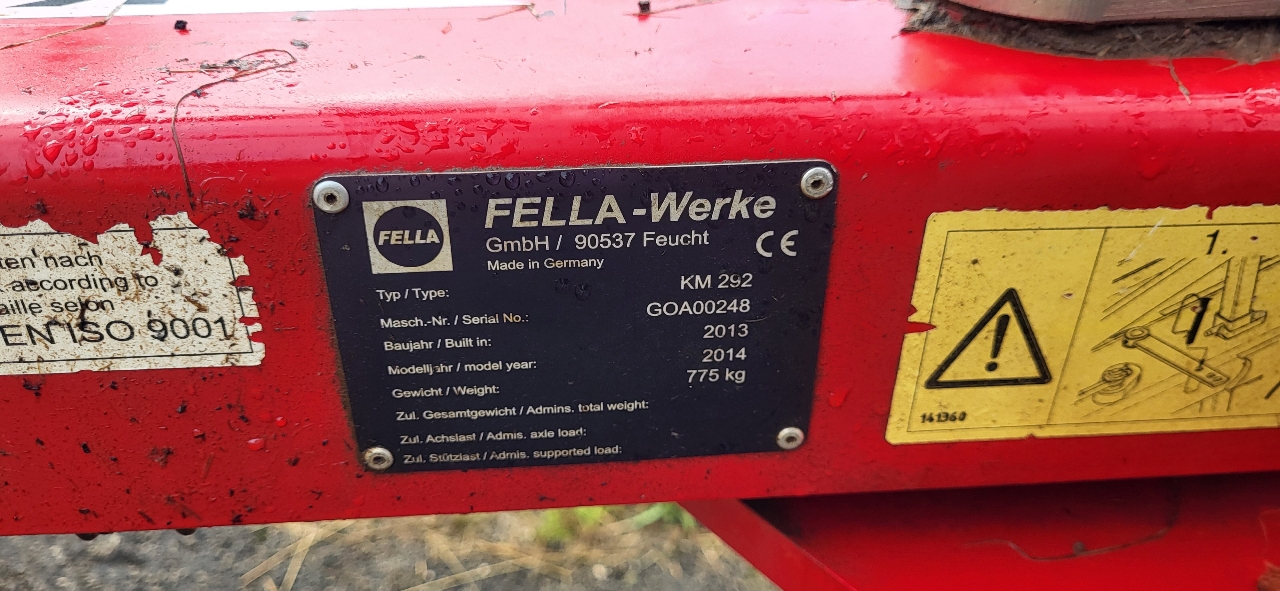 ten nach
according to
aille selon
EN ISO 9001
FELLA
FELLA-Werke
GmbH / 90537 Feucht
Made in Germany
CE
Typ / Type: KM 292
Masch.-Nr. / Serial No.: GOA00248
Baujahr / Built in: 2013
Modelljahr / model year: 2014
Gewicht / Weight: 775 kg
Zul. Gesamtgewicht / Admins. total weight:
Zul. Achslast / Admis. axle load:
Zul. Stützlast / Admis. supported load:
1.
141360